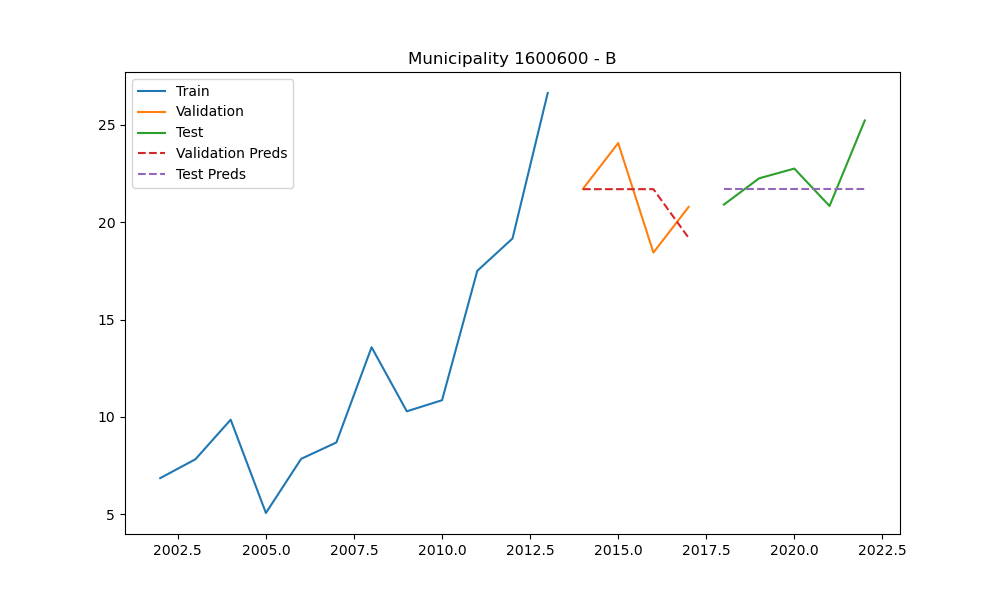 Municipality 1600600 - B
Train
Validation
Test
Validation Preds
Test Preds
25
20
15
10
5
2002.5 2005.0 2007.5 2010.0 2012.5 2015.0 2017.5 2020.0 2022.5